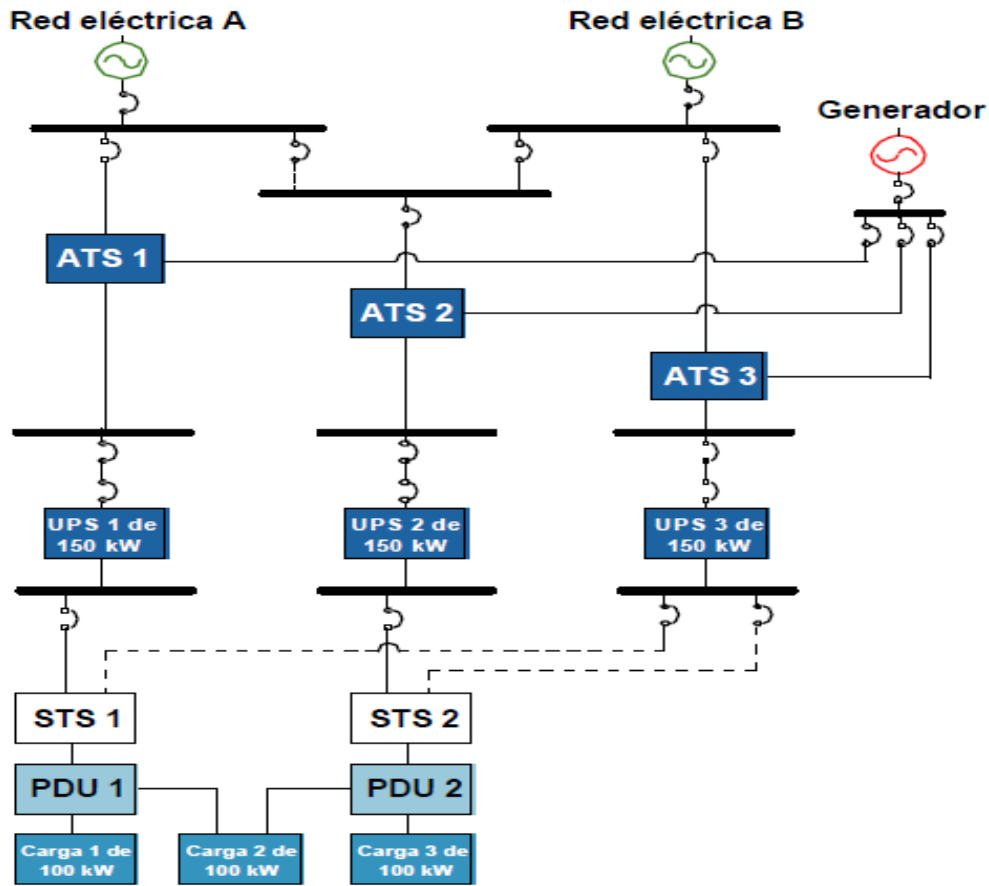 Red eléctrica A
Red eléctrica B
Generador
ATS 1
ATS 2
ATS 3
UPS 1 de
150 kW
UPS 2 de
150 kW
UPS 3 de
150 kW
STS 1
STS 2
PDU 1
PDU 2
Carga 1 de
100 kW
Carga 2 de
100 kW
Carga 3 de
100 kW